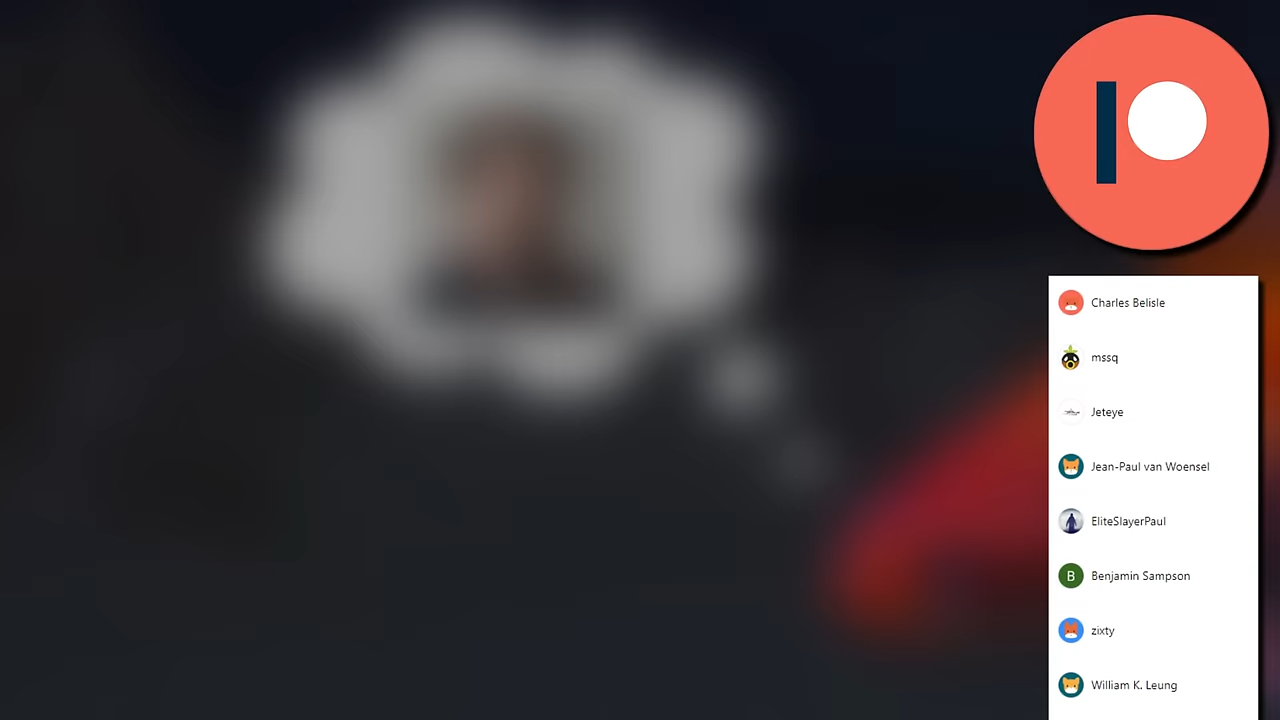 Charles Belisle
mssq
Jeteye
Jean-Paul van Woensel
EliteSlayerPaul
B
Benjamin Sampson
zixty
William K. Leung